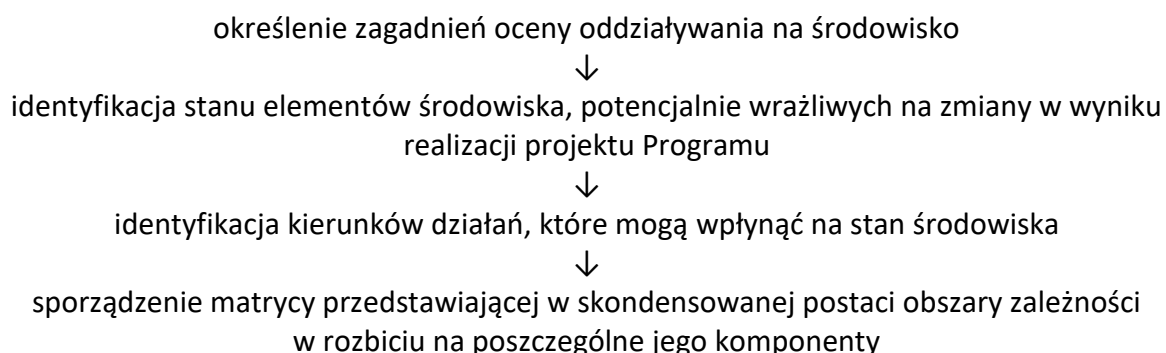 określenie zagadnień oceny oddziaływania na środowisko
↓
identyfikacja stanu elementów środowiska, potencjalnie wrażliwych na zmiany w wyniku
realizacji projektu Programu
↓
identyfikacja kierunków działań, które mogą wpłynąć na stan środowiska
↓
sporządzenie matrycy przedstawiającej w skondensowanej postaci obszary zależności
w rozbiciu na poszczególne jego komponenty